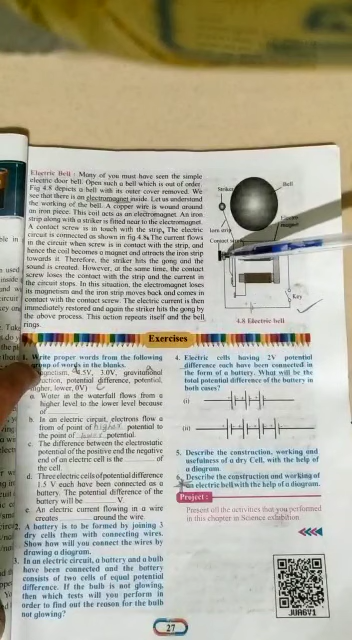 Electric Bell : Many of you must have seen the simple
electric door bell. Open such a bell which is out of order.
Fig 4.8 depicts a bell with its outer cover removed. We
see that there is an electromagnet inside. Let us understand
the working of the bell. A copper wire is wound around
an iron piece. This coil acts as an electromagnet. An iron
strip along with a striker is fitted near to the electromagnet.
A contact screw is in touch with the strip. The electric
circuit is connected as shown in fig 4.8. The current flows
in the circuit when screw is in contact with the strip, and
hence the coil becomes a magnet and attracts the iron strip
towards it. Therefore, the striker hits the gong and the
sound is created. However, at the same time, the contact
screw loses the contact with the strip and the current in
the circuit stops. In this situation, the electromagnet loses
its magnetism and the iron strip moves back and comes in
contact with the contact screw. The electric current is then
immediately restored and again the striker hits the gong by
the above process. This action repeats itself and the bell
rings.
Striker
Bell
Iron strip
Contact
Key
4.8 Electric bell
Exercises
1. Write proper words from the following
group of words in the blanks.
4.5V, 3.0V, gravitational
potential difference, potential,
higher, lower, 0V)
a. Water in the waterfall flows from a
higher level to the lower level because
of
b. In an electric circuit, electrons flow a
from of point of higher potential to
the point of lower potential.
c. The difference between the electrostatic
potential of the positive end the negative
end of an electric cell is the of
the cell.
d. Three electric cells of potential difference
1.5 V each have been connected as a
battery. The potential difference of the
battery will be V.
e. An electric current flowing in a wire
creates around the wire.
2. A battery is to be formed by joining 3
dry cells them with connecting wires.
Show how will you connect the wires by
drawing a diagram.
3. In an electric circuit, a battery and a bulb
have been connected and the battery
consists of two cells of equal potential
difference. If the bulb is not glowing,
then which tests will you perform in
order to find out the reason for the bulb
not glowing?
4. Electric cells having 2V potential
difference each have been connected in
the form of a battery. What will be the
total potential difference of the battery in
both cases?
(i)
(ii)
5. Describe the construction, working and
usefulness of a dry Cell, with the help of
a diagram.
6. Describe the construction and working of
an electric bell with the help of a diagram.
Project :
Present all the activities that you performed
in this chapter in Science exhibition.
JUA6V1
27